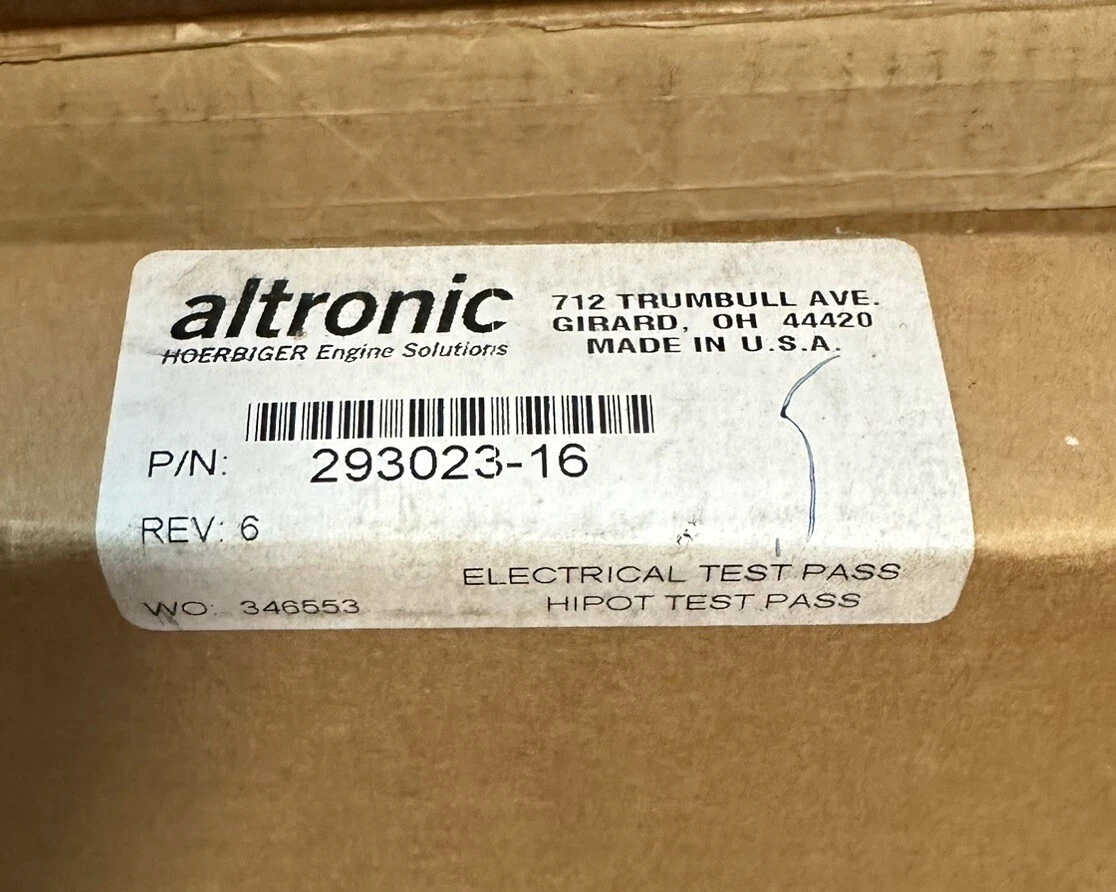 altronic
HOERBIGER Engine Solutions
712 TRUMBULL AVE.
GIRARD, OH 44420
MADE IN U.S.A.
P/N: 293023-16
REV: 6
WO: 346553
ELECTRICAL TEST PASS
HIPOT TEST PASS